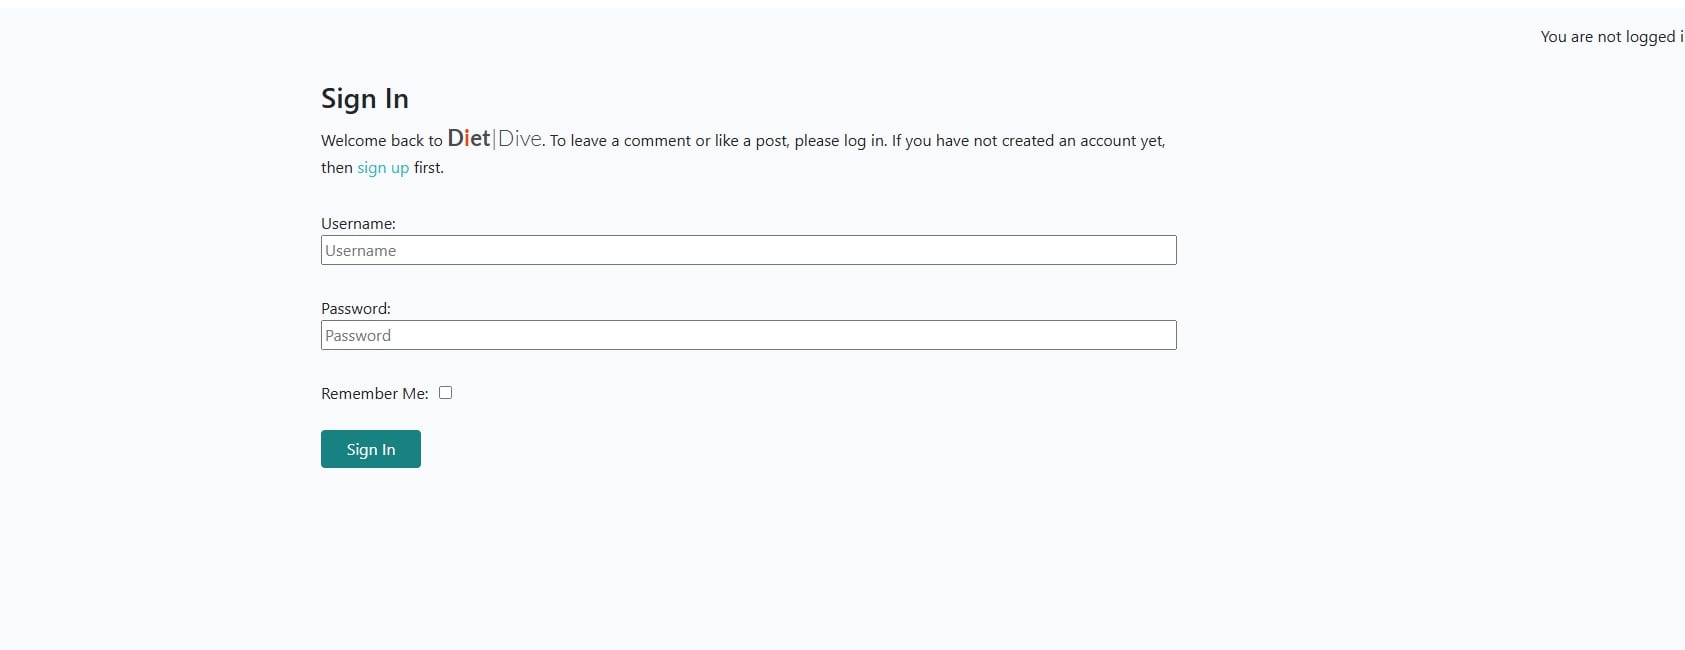 You are not logged i
Sign In
Welcome back to Diet|Dive. To leave a comment or like a post, please log in. If you have not created an account yet,
then sign up first.
Username:
Username
Password:
Password
Remember Me:
Sign In